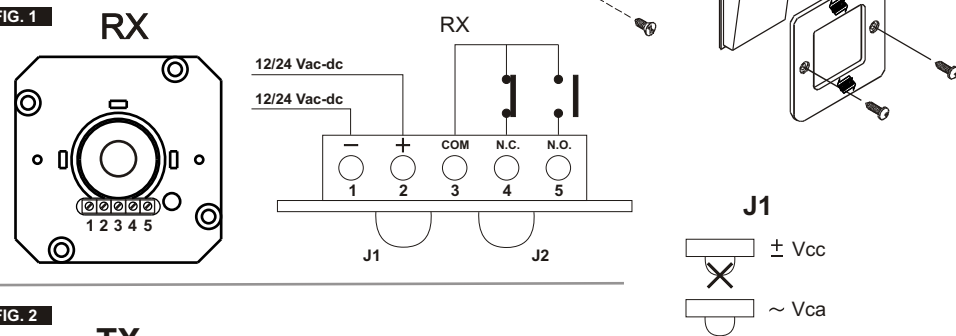 FIG. 1
RX
1 2 3 4 5
RX
12/24 Vac-dc
12/24 Vac-dc
− + COM N.C. N.O.
1 2 3 4 5
J1 J2
J1
± Vcc
~ Vca
FIG. 2
TX